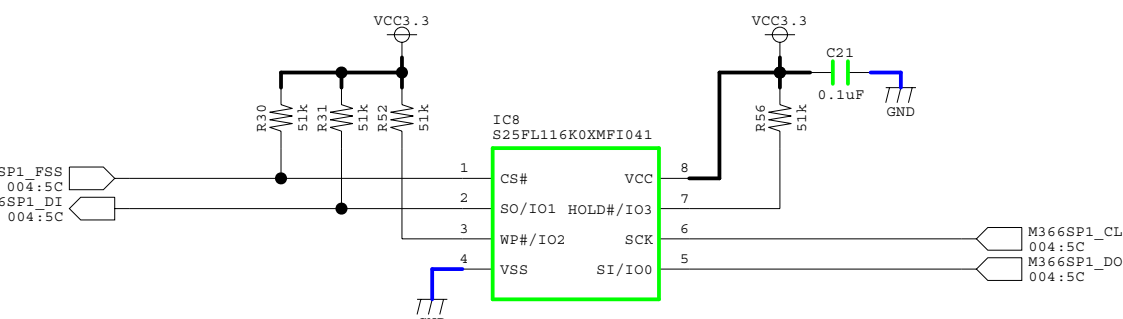 VCC3.3
VCC3.3
C21
0.1uF
GND
R30
51k
R31
51k
R52
51k
R56
51k
IC8
S25FL116K0XMFI041
SP1_FSS
004:5C
6SP1_DI
004:5C
1
CS#
2
SO/IO1
3
WP#/IO2
4
VSS
8
VCC
7
HOLD#/IO3
6
SCK
5
SI/IO0
M366SP1_CL
004:5C
M366SP1_DO
004:5C